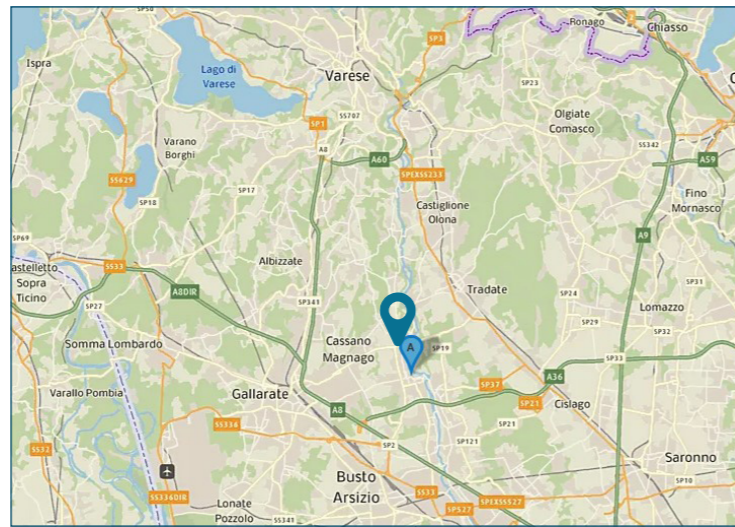 SP50
Ronago
2
Chiasso
SP3
Ispra
Lago di
Varese
Varese
SP23
SP1
SS707
Olgiate
Comasco
A8
Varano
Borghi
A60
SS342
A59
SPEXSS233
SS629
SP17
SP18
Castiglione
Olona
Fino
Mornasco
SP69
A9
SS33
Albizzate
astelletto
Sopra
Ticino
A8DIR
Tradate
SP24
SP27
SP341
Lomazzo
SP29
SP32
Somma Lombardo
Cassano
Magnago
A
SP19
SP33
A36
Varallo Pombia
Gallarate
SP37
SP21
Cislago
A8
SS334
SP21
SP2
SP121
SS32
Saronno
SP10
Busto
Arsizio
SS33
SS336DIR
SPEXSS527
Lonate
Pozzolo
SS341
SP527